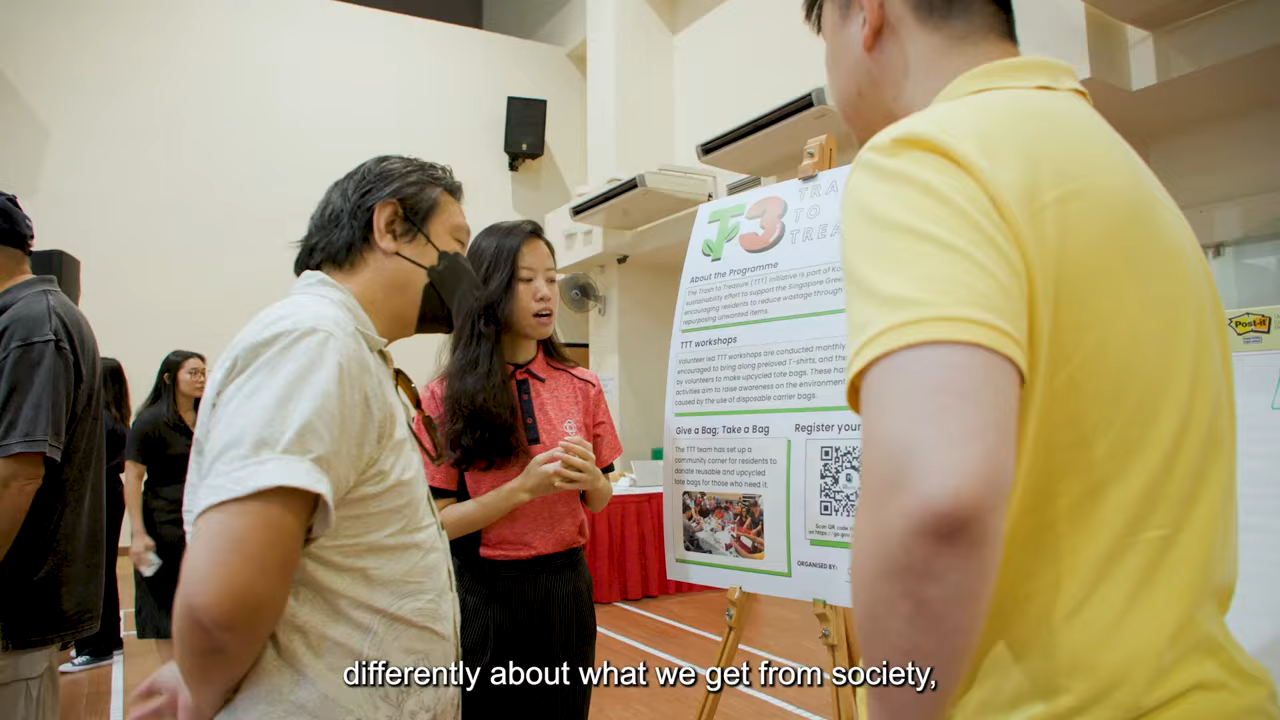 T3
TRA
TO
TREA
About the Programme
The Trash to Treasure (TTT) initiative is part of
sustainability effort to support the Singapore Gree
encouraging residents to reduce wastage through
repurposing unwanted items.
TTT workshops
Volunteer led TTT workshops are conducted monthly
encouraged to bring along preloved T-shirts, and the
by volunteers to make upcycled tote bags. These ha
activities aim to raise awareness on the environment
caused by the use of disposable carrier bags.
Give a Bag; Take a Bag
Register your
The TTT team has set up a
community corner for residents to
donate reusable and upcycled
tote bags for those who need it.
Scan QR code
ORGANISED BY:
Post-it
differently about what we get from society,